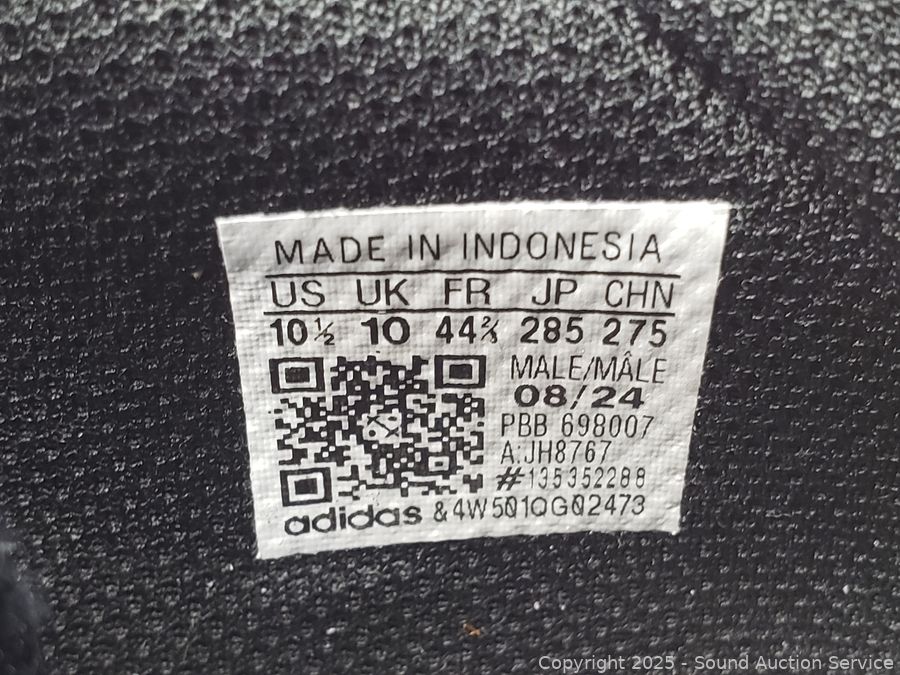 MADE IN INDONESIA
US UK FR JP CHN
10½ 10 44⅔ 285 275
MALE/MÂLE
08/24
PBB 698007
A:JH8767
#135352288
adidas &4W501QG02473
Copyright 2025 - Sound Auction Service